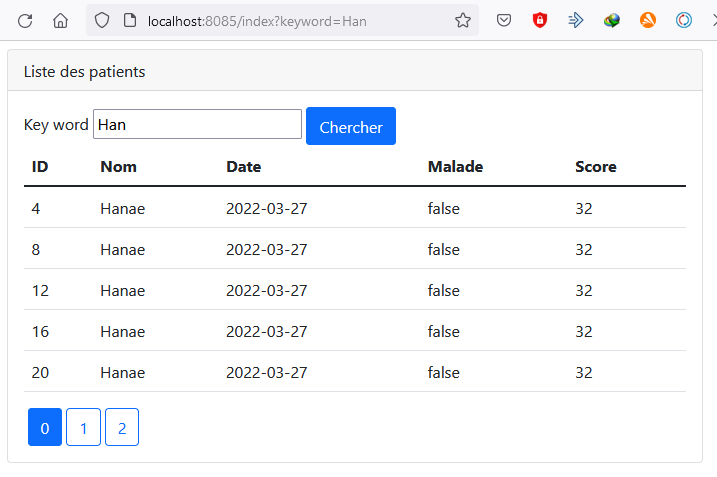 localhost:8085/index?keyword=Han
Liste des patients
Key word Han Chercher
ID Nom Date Malade Score
4 Hanae 2022-03-27 false 32
8 Hanae 2022-03-27 false 32
12 Hanae 2022-03-27 false 32
16 Hanae 2022-03-27 false 32
20 Hanae 2022-03-27 false 32
0 1 2